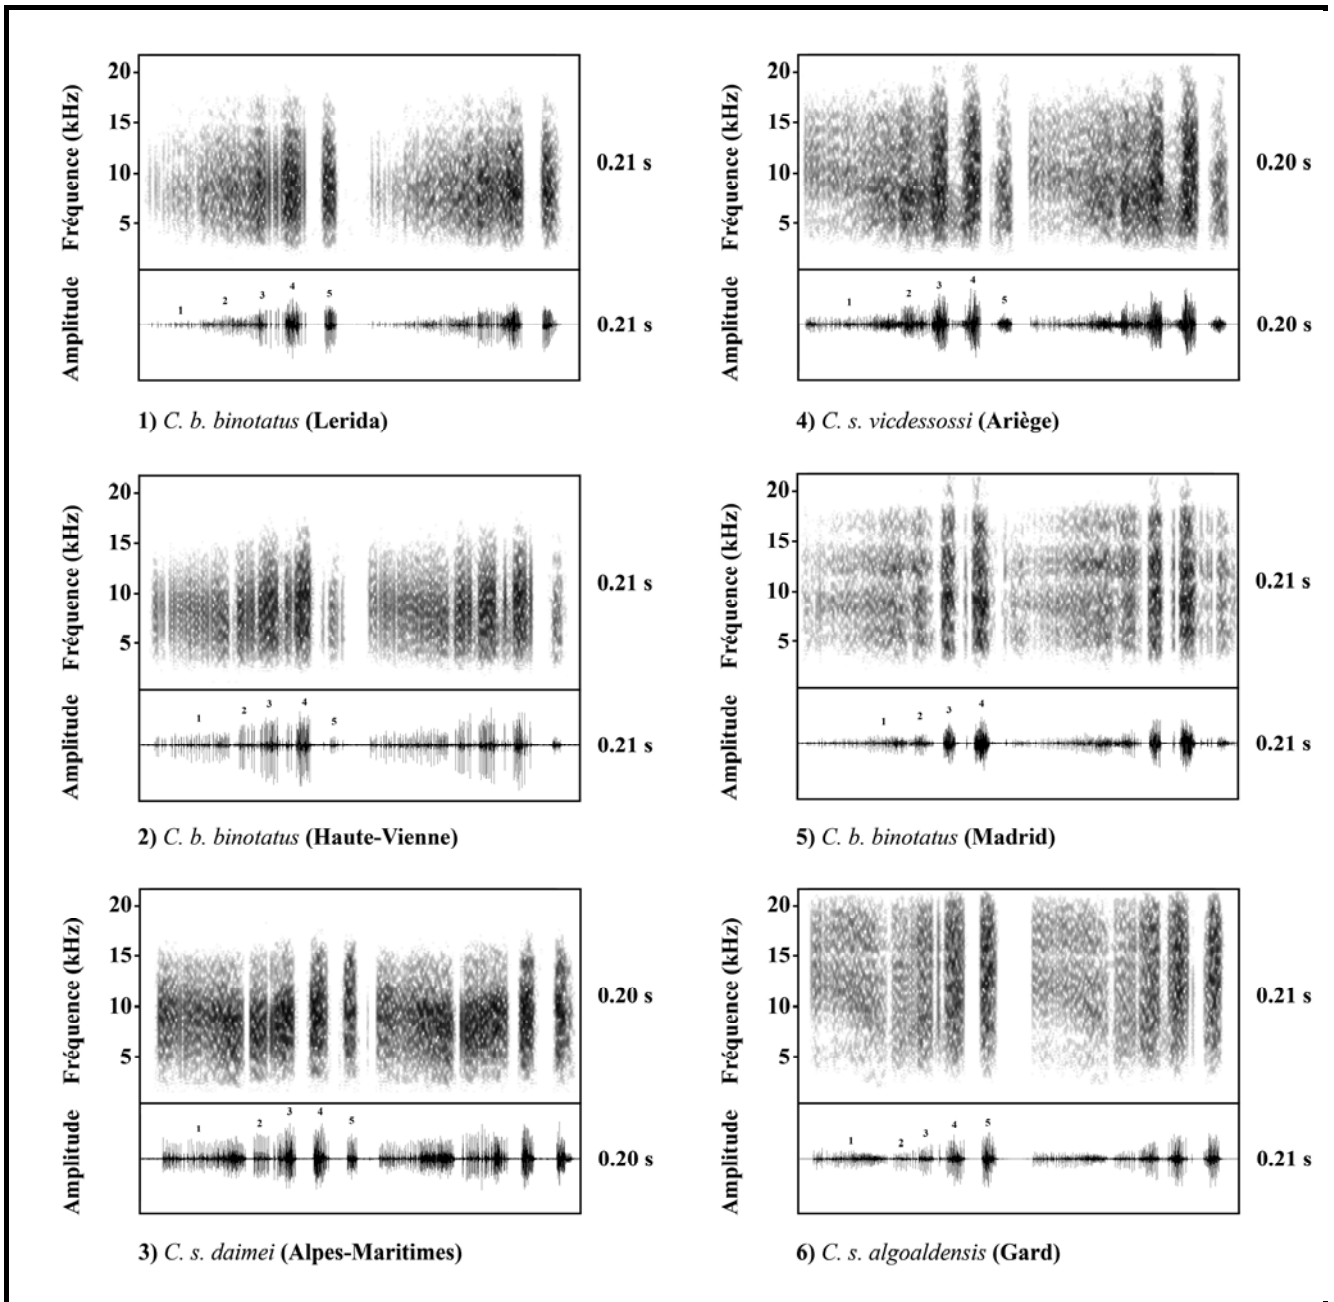 20
15
10
5
Fréquence (kHz)
0.21 s
Amplitude
1 2 3 4 5
0.21 s
1) C. b. binotatus (Lerida)
20
15
10
5
Fréquence (kHz)
0.20 s
Amplitude
1 2 3 4 5
0.20 s
4) C. s. vicdessossi (Ariège)
20
15
10
5
Fréquence (kHz)
0.21 s
Amplitude
1 2 3 4 5
0.21 s
2) C. b. binotatus (Haute-Vienne)
20
15
10
5
Fréquence (kHz)
0.21 s
Amplitude
1 2 3 4
0.21 s
5) C. b. binotatus (Madrid)
20
15
10
5
Fréquence (kHz)
0.20 s
Amplitude
1 2 3 4 5
0.20 s
3) C. s. daimei (Alpes-Maritimes)
20
15
10
5
Fréquence (kHz)
0.21 s
Amplitude
1 2 3 4 5
0.21 s
6) C. s. algoaldensis (Gard)